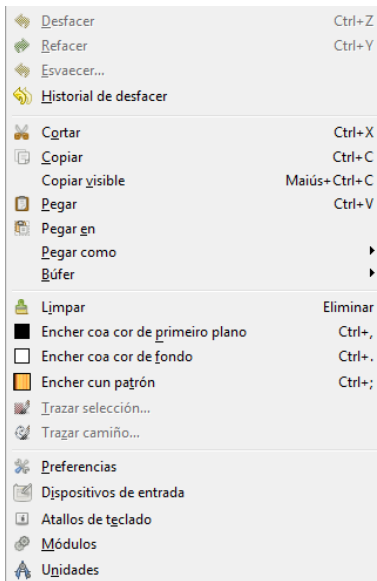 Desfacer Ctrl+Z
Refacer Ctrl+Y
Esvaecer...
Historial de desfacer
Cortar Ctrl+X
Copiar Ctrl+C
Copiar visible Maiús+Ctrl+C
Pegar Ctrl+V
Pegar en
Pegar como
Búfer
Limpar Eliminar
Encher coa cor de primeiro plano Ctrl+,
Encher coa cor de fondo Ctrl+.
Encher cun patrón Ctrl+;
Trazar selección...
Trazar camiño...
Preferencias
Dispositivos de entrada
Atallos de teclado
Módulos
Unidades